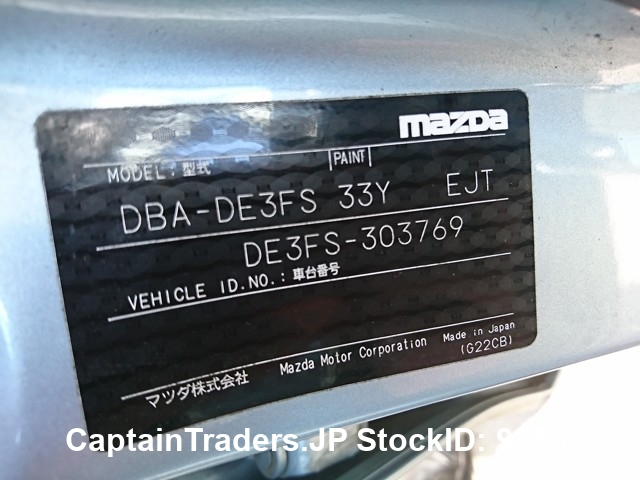 mazda
MODEL : 型式 PAINT
DBA-DE3FS 33Y EJT
DE3FS-303769
VEHICLE ID.NO.: 車台番号
マツダ株式会社 Mazda Motor Corporation Made in Japan
(G22CB)
CaptainTraders.JP StockID: